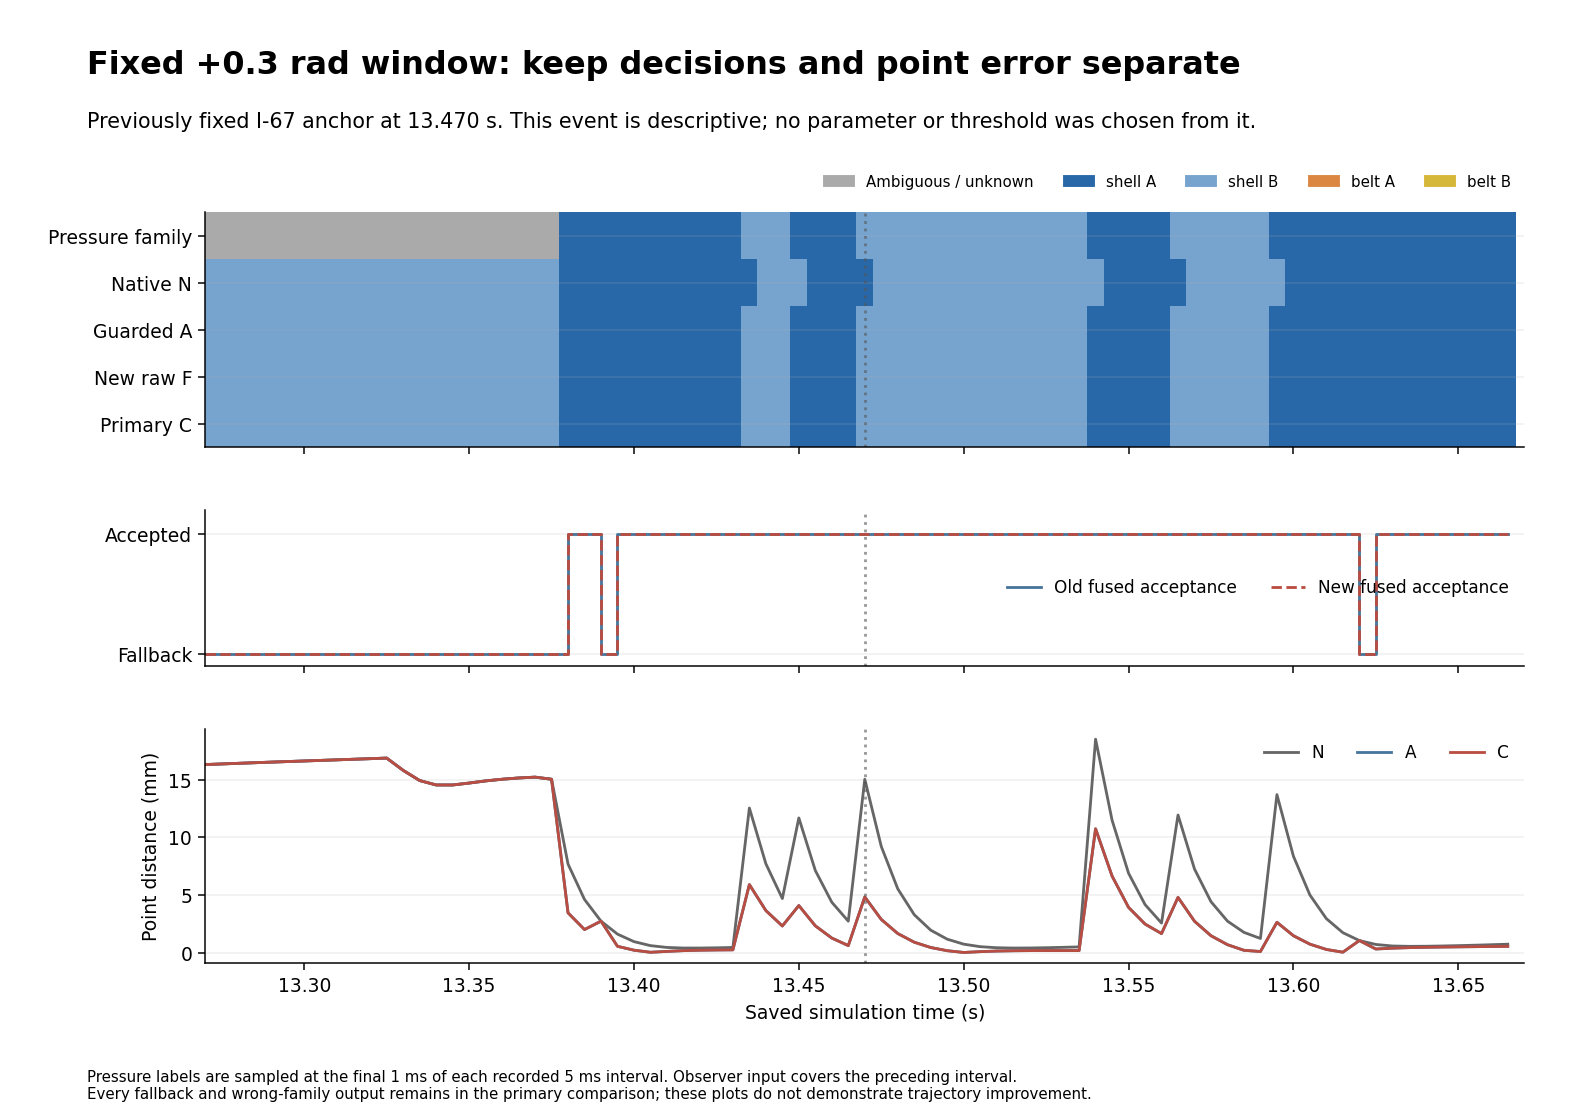 Fixed +0.3 rad window: keep decisions and point error separate
Previously fixed I-67 anchor at 13.470 s. This event is descriptive; no parameter or threshold was chosen from it.
Ambiguous / unknown shell A shell B belt A belt B
Pressure family
Native N
Guarded A
New raw F
Primary C
Accepted
Old fused acceptance New fused acceptance
Fallback
N A C
Point distance (mm)
15
10
5
0
13.30 13.35 13.40 13.45 13.50 13.55 13.60 13.65
Saved simulation time (s)
Pressure labels are sampled at the final 1 ms of each recorded 5 ms interval. Observer input covers the preceding interval.
Every fallback and wrong-family output remains in the primary comparison; these plots do not demonstrate trajectory improvement.